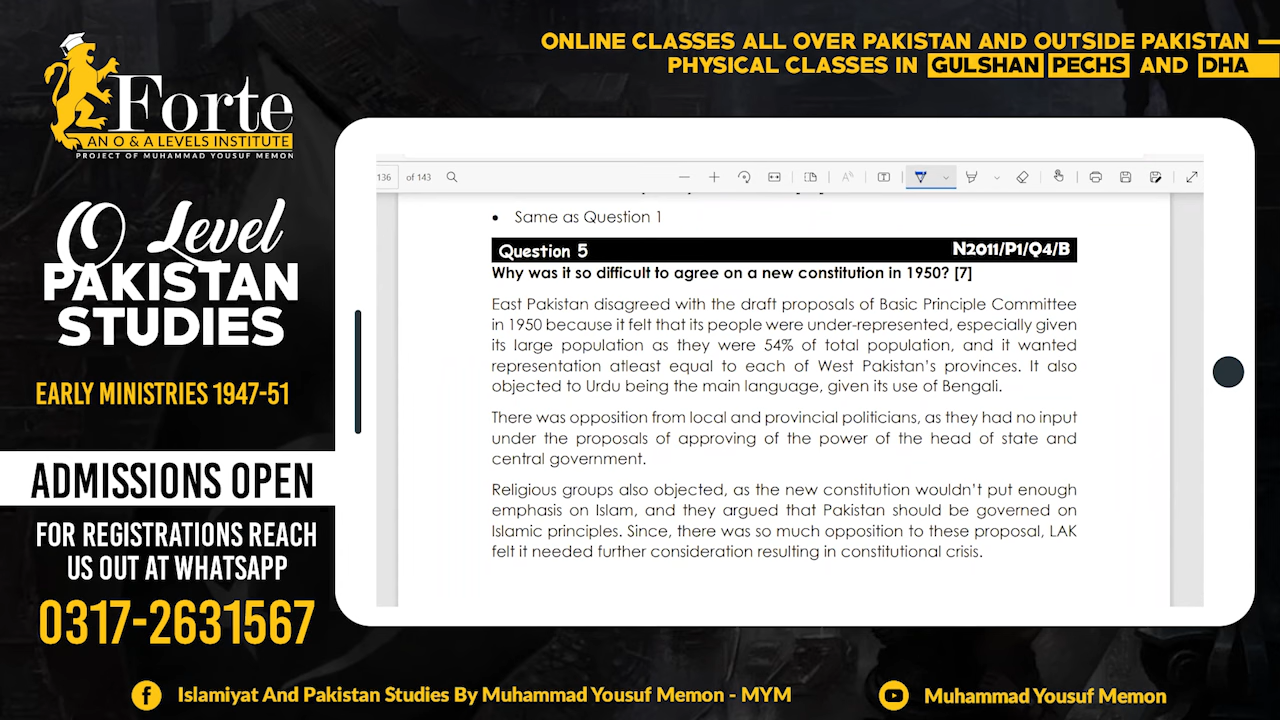 Forte
AN O & A LEVELS INSTITUTE
PROJECT OF MUHAMMAD YOUSUF MEMON
O Level
PAKISTAN
STUDIES
EARLY MINISTRIES 1947-51
ADMISSIONS OPEN
FOR REGISTRATIONS REACH
US OUT AT WHATSAPP
0317-2631567
ONLINE CLASSES ALL OVER PAKISTAN AND OUTSIDE PAKISTAN
PHYSICAL CLASSES IN GULSHAN PECHS AND DHA
136 of 143
• Same as Question 1
Question 5 N2011/P1/Q4/B
Why was it so difficult to agree on a new constitution in 1950? [7]
East Pakistan disagreed with the draft proposals of Basic Principle Committee
in 1950 because it felt that its people were under-represented, especially given
its large population as they were 54% of total population, and it wanted
representation atleast equal to each of West Pakistan's provinces. It also
objected to Urdu being the main language, given its use of Bengali.
There was opposition from local and provincial politicians, as they had no input
under the proposals of approving of the power of the head of state and
central government.
Religious groups also objected, as the new constitution wouldn't put enough
emphasis on Islam, and they argued that Pakistan should be governed on
Islamic principles. Since, there was so much opposition to these proposal, LAK
felt it needed further consideration resulting in constitutional crisis.
Islamiyat And Pakistan Studies By Muhammad Yousuf Memon - MYM
Muhammad Yousuf Memon